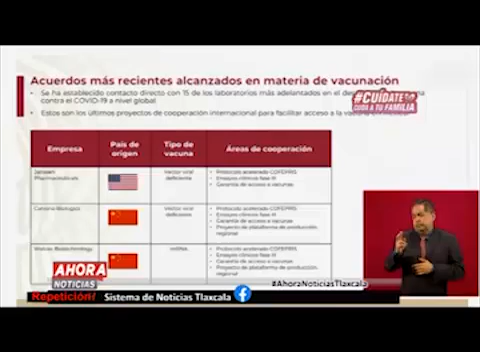 Acuerdos más recientes alcanzados en materia de vacunación
Se ha establecido contacto directo con 15 de los laboratorios más adelantados en el
contra el COVID-19 a nivel global
Estos son los últimos proyectos de cooperación internacional para facilitar acceso a la
#CUÍDATE
CUIDA A TU FAMILIA
Empresa
País de origen
Tipo de vacuna
Áreas de cooperación
Janssen Pharmaceuticals
Vector viral deficiente
Protocolo acelerado COFEPRIS
Ensayos clínicos fase III
Garantía de acceso a vacunas
CanSino Biologics
Vector viral deficiente
Protocolo acelerado COFEPRIS
Ensayos clínicos fase III
Garantía de acceso a vacunas
Proyecto de plataforma de producción regional
Walvax Biotechnology
mRNA
Protocolo acelerado COFEPRIS
Ensayos clínicos fase III
Garantía de acceso a vacunas
Proyecto de plataforma de producción regional
AHORA
NOTICIAS
#AhoraNoticiasTlaxcala
Repetición/
Sistema de Noticias Tlaxcala